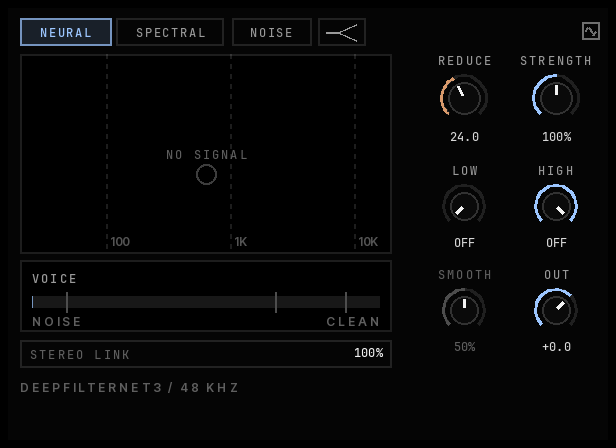 NEURAL SPECTRAL NOISE
REDUCE STRENGTH
24.0 100%
NO SIGNAL
100 1K 10K
LOW HIGH
OFF OFF
VOICE
NOISE CLEAN
SMOOTH OUT
50% +0.0
STEREO LINK 100%
DEEPFILTERNET3 / 48 KHZ